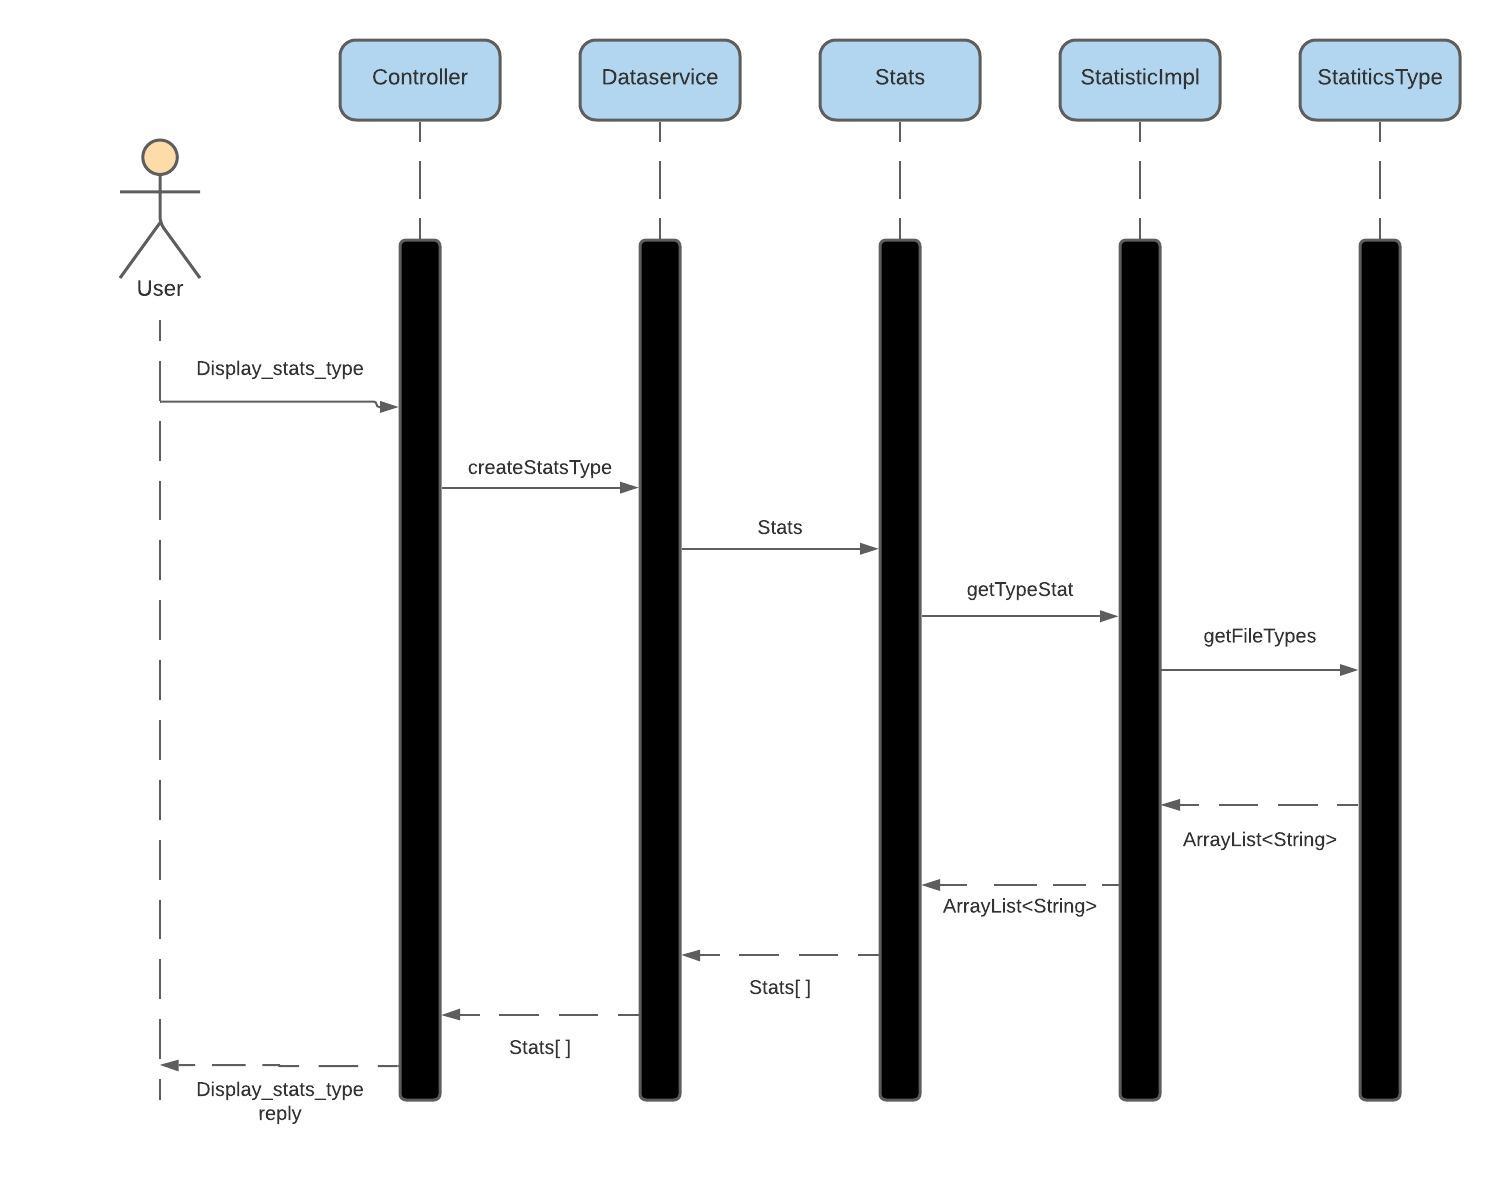 Controller
Dataservice
Stats
StatisticImpl
StatiticsType
User
Display_stats_type
createStatsType
Stats
getTypeStat
getFileTypes
ArrayList<String>
ArrayList<String>
Stats[ ]
Stats[ ]
Display_stats_type
reply